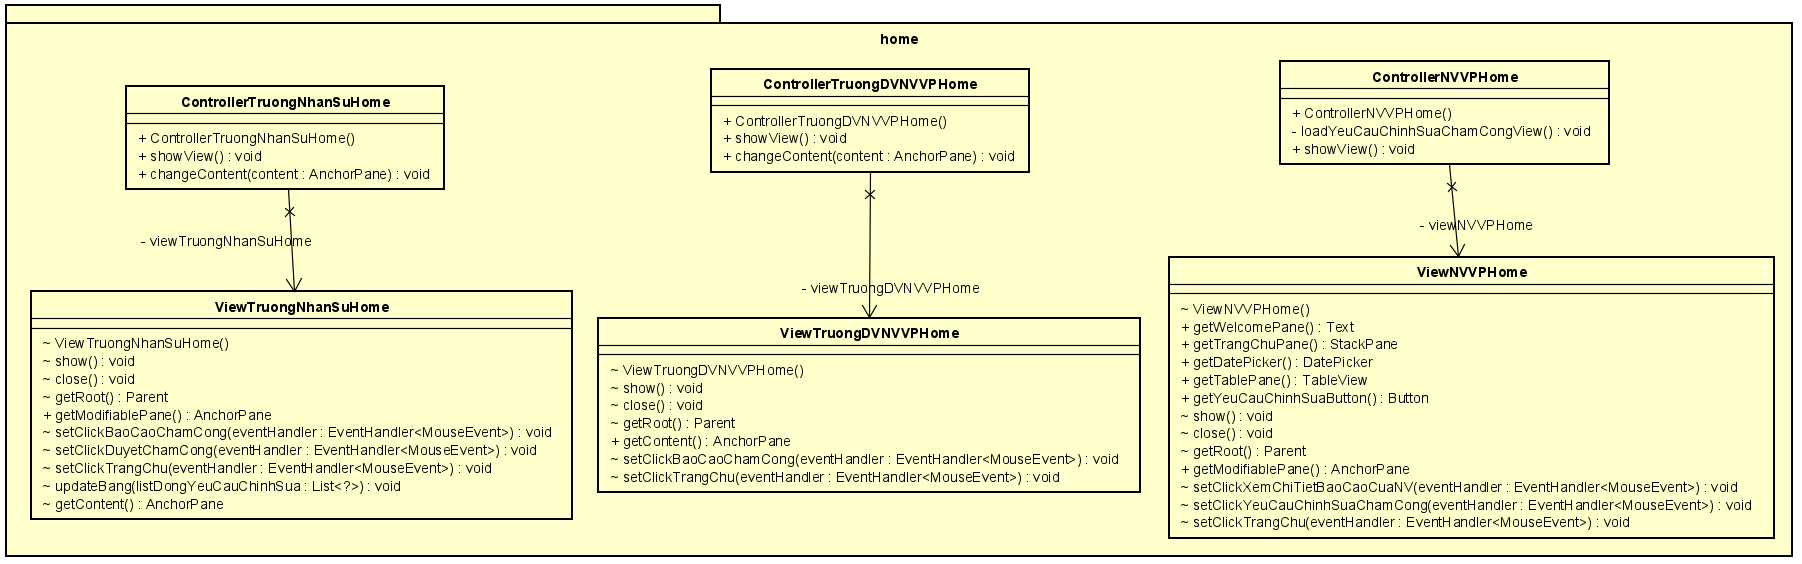 home
ControllerTruongNhanSuHome
+ ControllerTruongNhanSuHome()
+ showView() : void
+ changeContent(content : AnchorPane) : void
- viewTruongNhanSuHome
ViewTruongNhanSuHome
~ ViewTruongNhanSuHome()
~ show() : void
~ close() : void
~ getRoot() : Parent
+ getModifiablePane() : AnchorPane
~ setClickBaoCaoChamCong(eventHandler : EventHandler<MouseEvent>) : void
~ setClickDuyetChamCong(eventHandler : EventHandler<MouseEvent>) : void
~ setClickTrangChu(eventHandler : EventHandler<MouseEvent>) : void
~ updateBang(listDongYeuCauChinhSua : List<?>) : void
~ getContent() : AnchorPane
ControllerTruongDVNVVPHome
+ ControllerTruongDVNVVPHome()
+ showView() : void
+ changeContent(content : AnchorPane) : void
- viewTruongDVNVVPHome
ViewTruongDVNVVPHome
~ ViewTruongDVNVVPHome()
~ show() : void
~ close() : void
~ getRoot() : Parent
+ getContent() : AnchorPane
~ setClickBaoCaoChamCong(eventHandler : EventHandler<MouseEvent>) : void
~ setClickTrangChu(eventHandler : EventHandler<MouseEvent>) : void
ControllerNVVPHome
+ ControllerNVVPHome()
- loadYeuCauChinhSuaChamCongView() : void
+ showView() : void
- viewNVVPHome
ViewNVVPHome
~ ViewNVVPHome()
+ getWelcomePane() : Text
+ getTrangChuPane() : StackPane
+ getDatePicker() : DatePicker
+ getTablePane() : TableView
+ getYeuCauChinhSuaButton() : Button
~ show() : void
~ close() : void
~ getRoot() : Parent
+ getModifiablePane() : AnchorPane
~ setClickXemChiTietBaoCaoCuaNV(eventHandler : EventHandler<MouseEvent>) : void
~ setClickYeuCauChinhSuaChamCong(eventHandler : EventHandler<MouseEvent>) : void
~ setClickTrangChu(eventHandler : EventHandler<MouseEvent>) : void